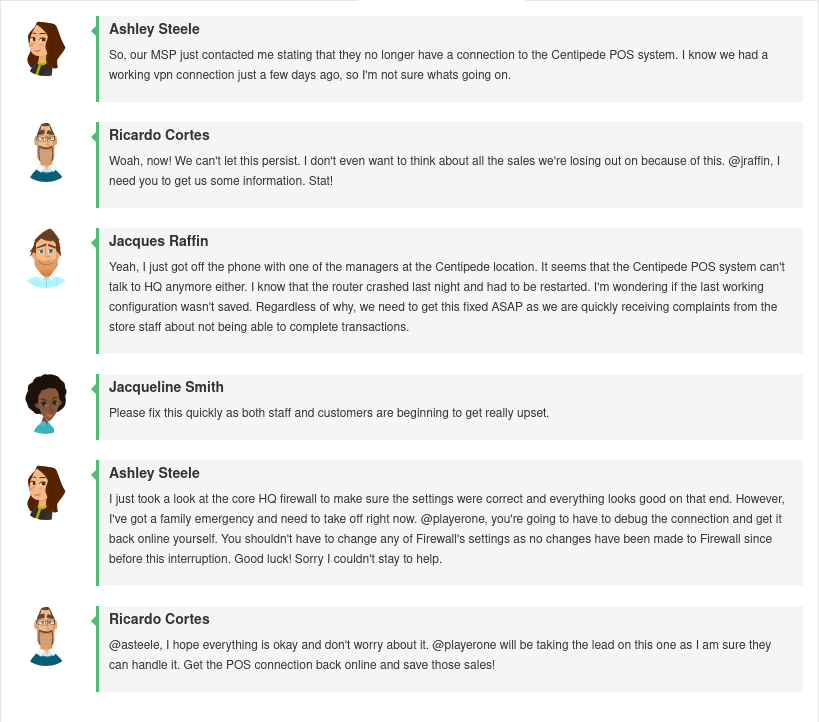 Ashley Steele
So, our MSP just contacted me stating that they no longer have a connection to the Centipede POS system. I know we had a
working vpn connection just a few days ago, so I'm not sure whats going on.
Ricardo Cortes
Woah, now! We can't let this persist. I don't even want to think about all the sales we're losing out on because of this. @jraffin, I
need you to get us some information. Stat!
Jacques Raffin
Yeah, I just got off the phone with one of the managers at the Centipede location. It seems that the Centipede POS system can't
talk to HQ anymore either. I know that the router crashed last night and had to be restarted. I'm wondering if the last working
configuration wasn't saved. Regardless of why, we need to get this fixed ASAP as we are quickly receiving complaints from the
store staff about not being able to complete transactions.
Jacqueline Smith
Please fix this quickly as both staff and customers are beginning to get really upset.
Ashley Steele
I just took a look at the core HQ firewall to make sure the settings were correct and everything looks good on that end. However,
I've got a family emergency and need to take off right now. @playerone, you're going to have to debug the connection and get it
back online yourself. You shouldn't have to change any of Firewall's settings as no changes have been made to Firewall since
before this interruption. Good luck! Sorry I couldn't stay to help.
Ricardo Cortes
@asteele, I hope everything is okay and don't worry about it. @playerone will be taking the lead on this one as I am sure they
can handle it. Get the POS connection back online and save those sales!